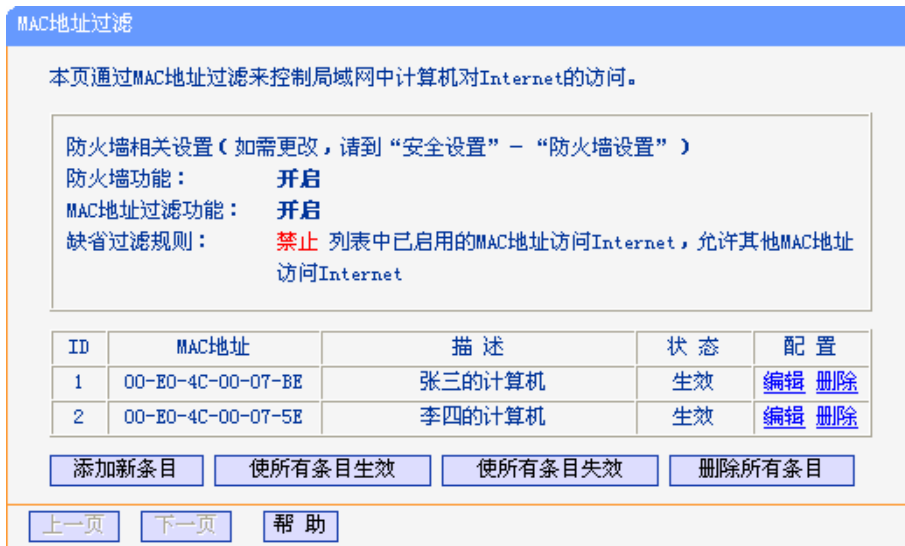 MAC地址过滤
本页通过MAC地址过滤来控制局域网中计算机对Internet的访问。
防火墙相关设置(如需更改,请到“安全设置”-“防火墙设置”)
防火墙功能: 开启
MAC地址过滤功能: 开启
缺省过滤规则: 禁止 列表中已启用的MAC地址访问Internet,允许其他MAC地址
访问Internet
ID MAC地址 描 述 状 态 配 置
1 00-E0-4C-00-07-BE 张三的计算机 生效 编辑 删除
2 00-E0-4C-00-07-5E 李四的计算机 生效 编辑 删除
添加新条目 使所有条目生效 使所有条目失效 删除所有条目
上一页 下一页 帮 助